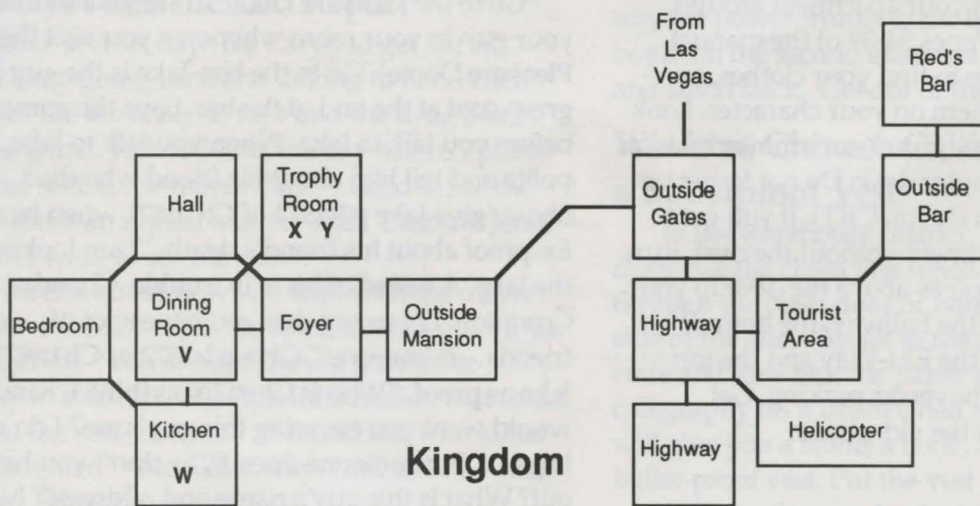 From
Las
Vegas
Red's
Bar
Hall
Trophy
Room
X Y
Outside
Gates
Outside
Bar
Bedroom
Dining
Room
V
Foyer
Outside
Mansion
Highway
Tourist
Area
Kitchen
W
Kingdom
Highway
Helicopter